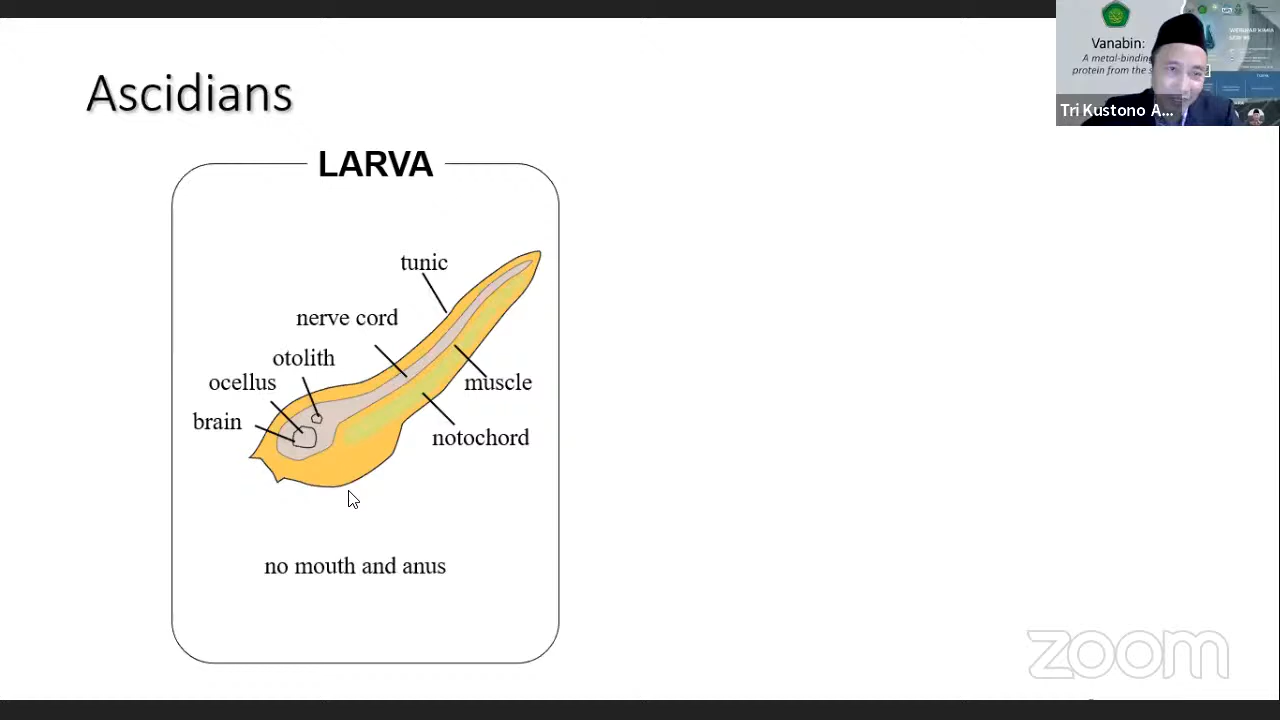 Ascidians
LARVA
tunic
nerve cord
otolith
ocellus
muscle
brain
notochord
no mouth and anus
Vanabin:
A metal-bindin
protein from the s
Tri Kustono A...
zoom